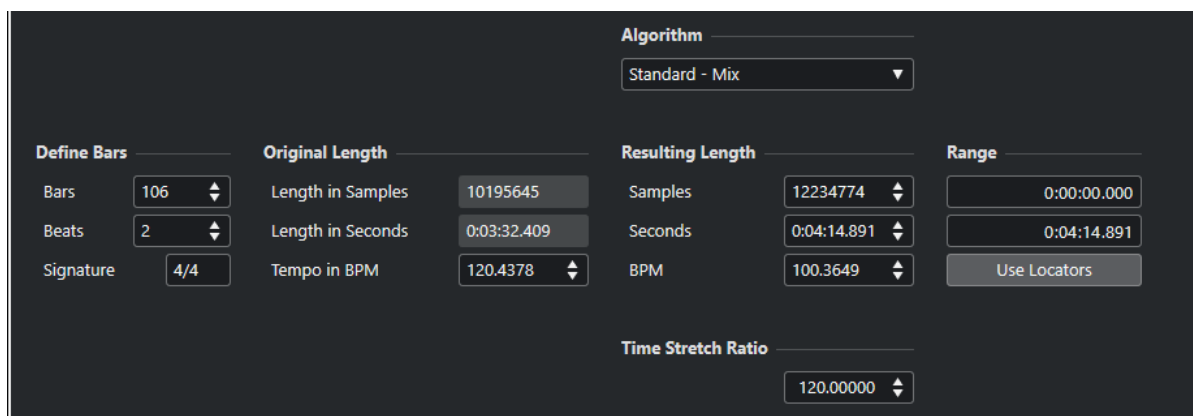 Algorithm
Standard - Mix
Define Bars Original Length Resulting Length Range
Bars 106 Length in Samples 10195645 Samples 12234774 0:00:00.000
Beats 2 Length in Seconds 0:03:32.409 Seconds 0:04:14.891 0:04:14.891
Signature 4/4 Tempo in BPM 120.4378 BPM 100.3649 Use Locators
Time Stretch Ratio
120.00000